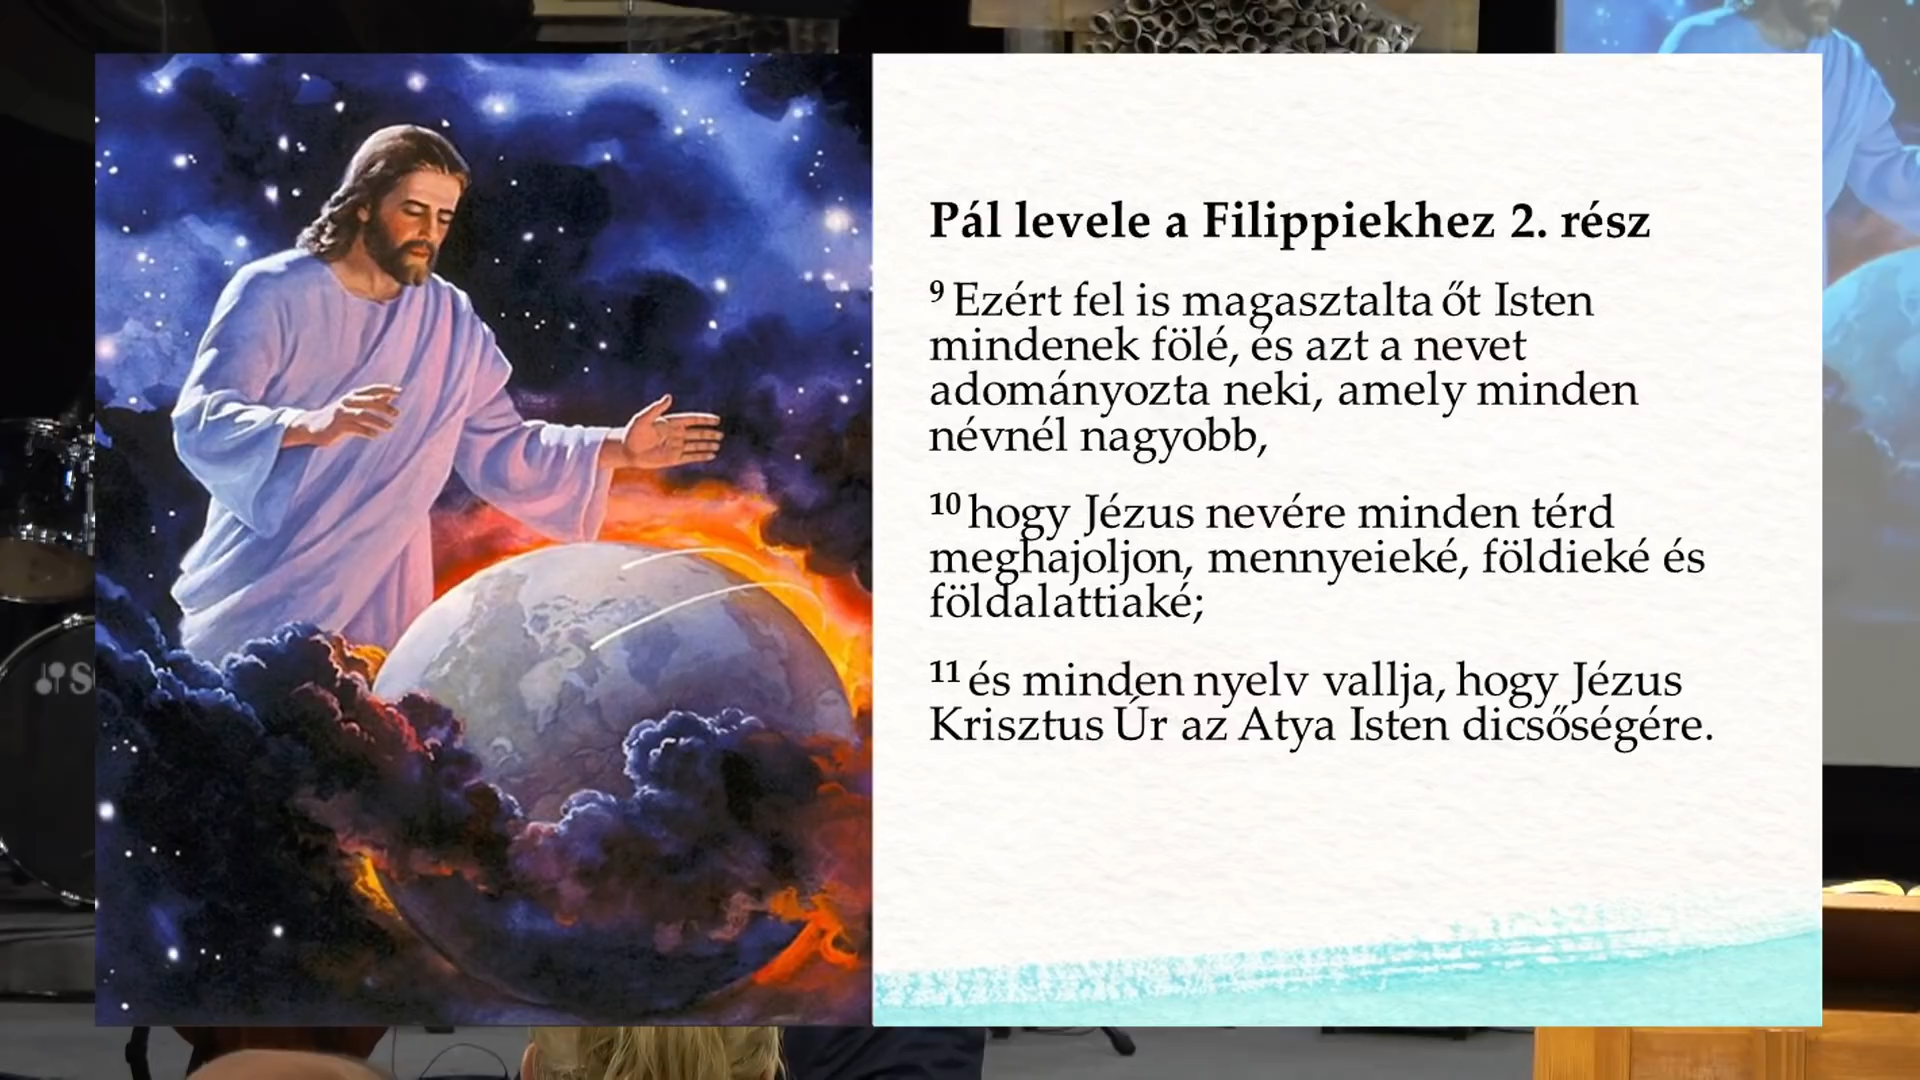 Pál levele a Filippiekhez 2. rész
9 Ezért fel is magasztalta őt Isten
mindenek fölé, és azt a nevet
adományozta neki, amely minden
névnél nagyobb,
10 hogy Jézus nevére minden térd
meghajoljon, mennyeieké, földieké és
földalattiaké;
11 és minden nyelv vallja, hogy Jézus
Krisztus Úr az Atya Isten dicsőségére.